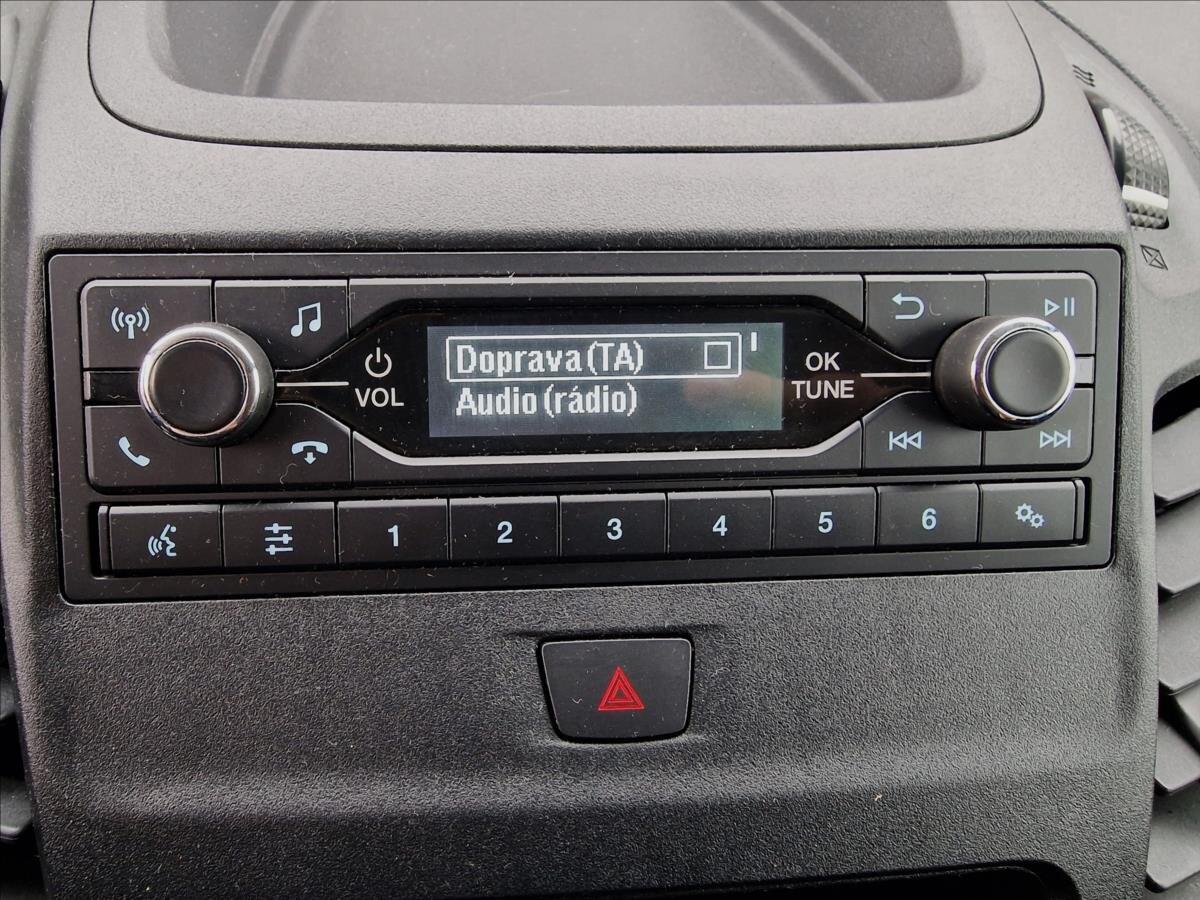 Doprava (TA)
Audio (rádio)
VOL
OK
TUNE
1 2 3 4 5 6